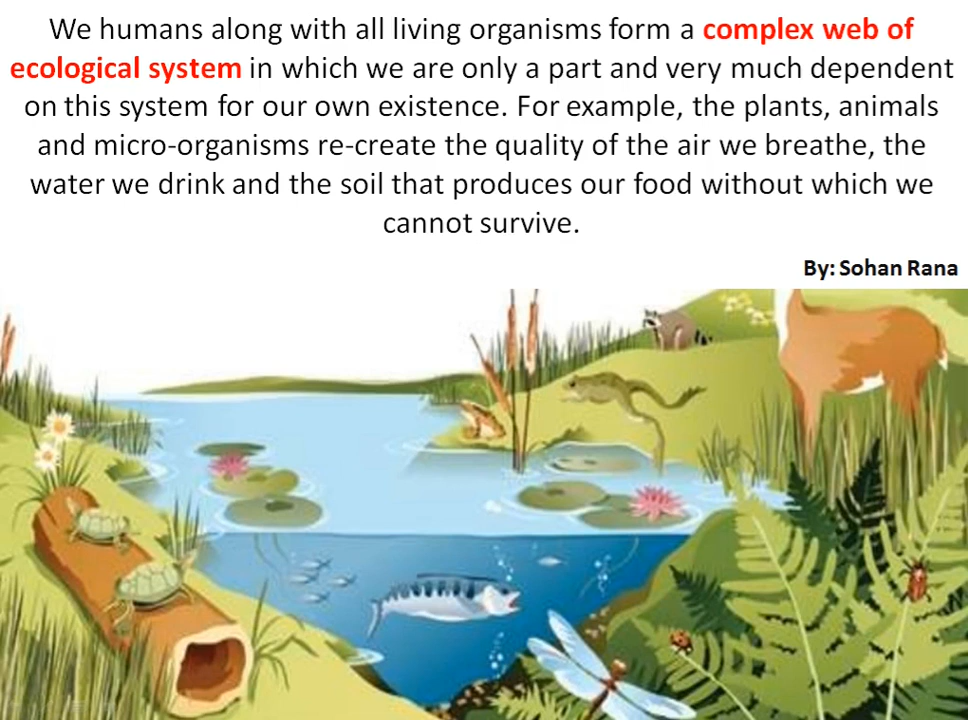 We humans along with all living organisms form a complex web of
ecological system in which we are only a part and very much dependent
on this system for our own existence. For example, the plants, animals
and micro-organisms re-create the quality of the air we breathe, the
water we drink and the soil that produces our food without which we
cannot survive.
By: Sohan Rana